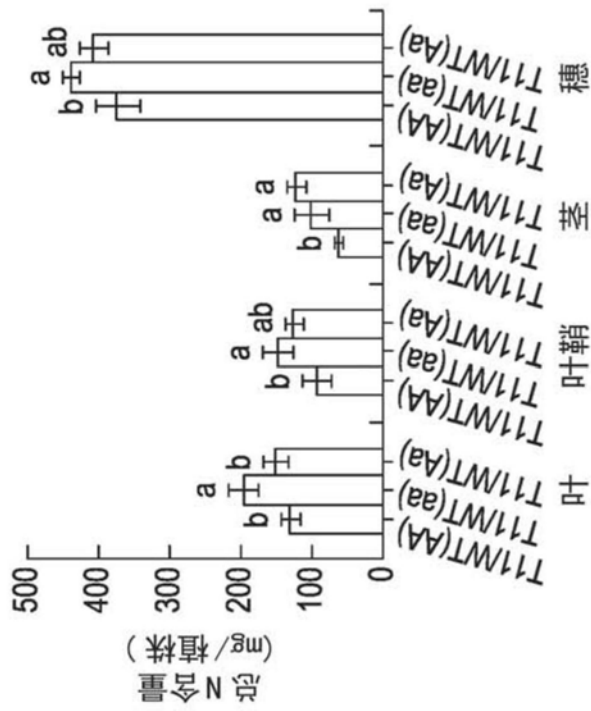 总 N 含量
(mg/植株)
500
400
300
200
100
0
b
a
b
b
a
ab
b
a
a
b
a
ab
T11/WT(AA)
T11/WT(aa)
T11/WT(Aa)
T11/WT(AA)
T11/WT(aa)
T11/WT(Aa)
T11/WT(AA)
T11/WT(aa)
T11/WT(Aa)
T11/WT(AA)
T11/WT(aa)
T11/WT(Aa)
叶
叶鞘
茎
穗